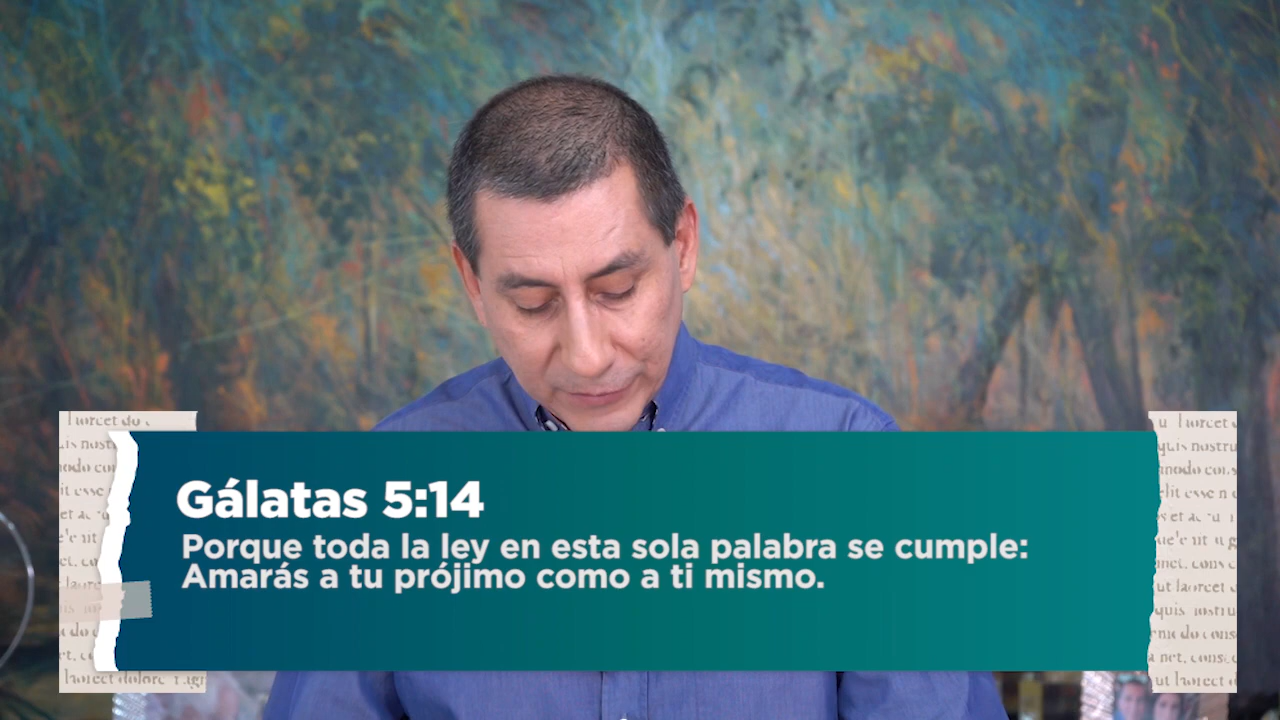 Gálatas 5:14
Porque toda la ley en esta sola palabra se cumple:
Amarás a tu prójimo como a ti mismo.